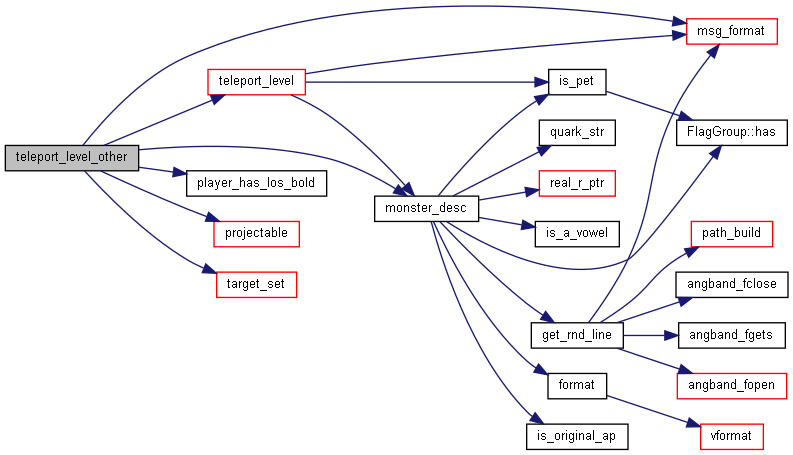 msg_format
teleport_level
is_pet
quark_str
FlagGroup::has
teleport_level_other
player_has_los_bold
real_r_ptr
monster_desc
projectable
is_a_vowel
path_build
target_set
angband_fclose
get_rnd_line
angband_fgets
format
angband_fopen
is_original_ap
vformat